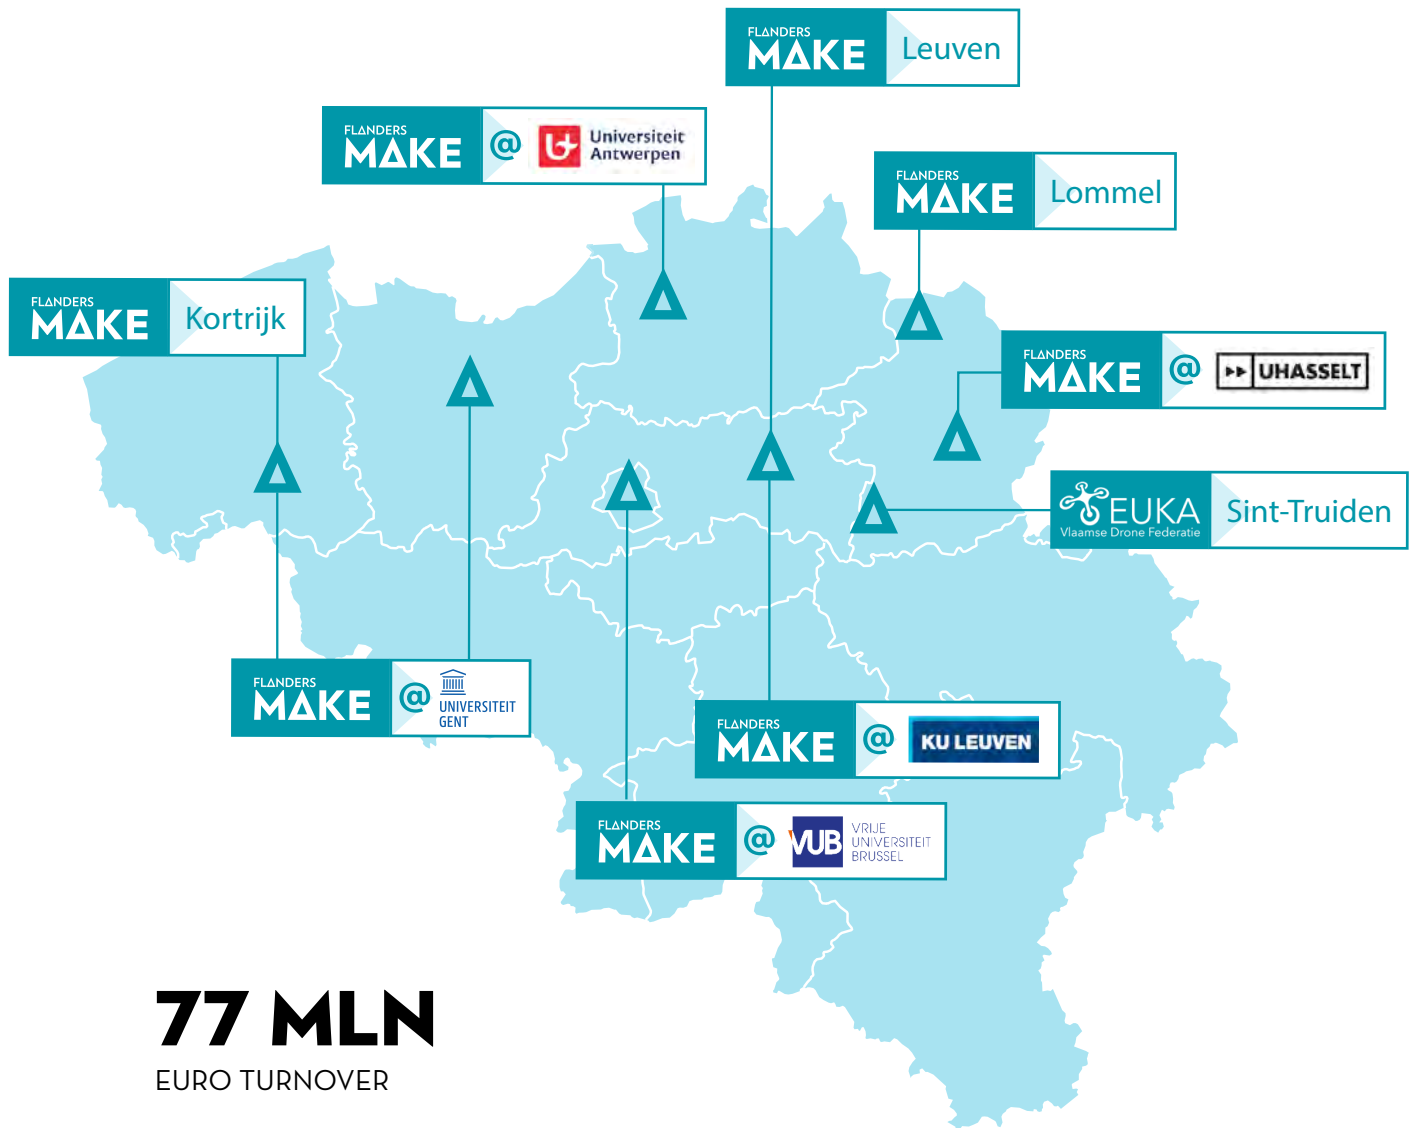 FLANDERS
MAKE
Leuven
FLANDERS
MAKE
@
Universiteit
Antwerpen
FLANDERS
MAKE
Lommel
FLANDERS
MAKE
Kortrijk
FLANDERS
MAKE
@
UHASSELT
EUKA
Vlaamse Drone Federatie
Sint-Truiden
FLANDERS
MAKE
@
UNIVERSITEIT
GENT
FLANDERS
MAKE
@
KU LEUVEN
FLANDERS
MAKE
@
VUB
VRIJE
UNIVERSITEIT
BRUSSEL
77 MLN
EURO TURNOVER